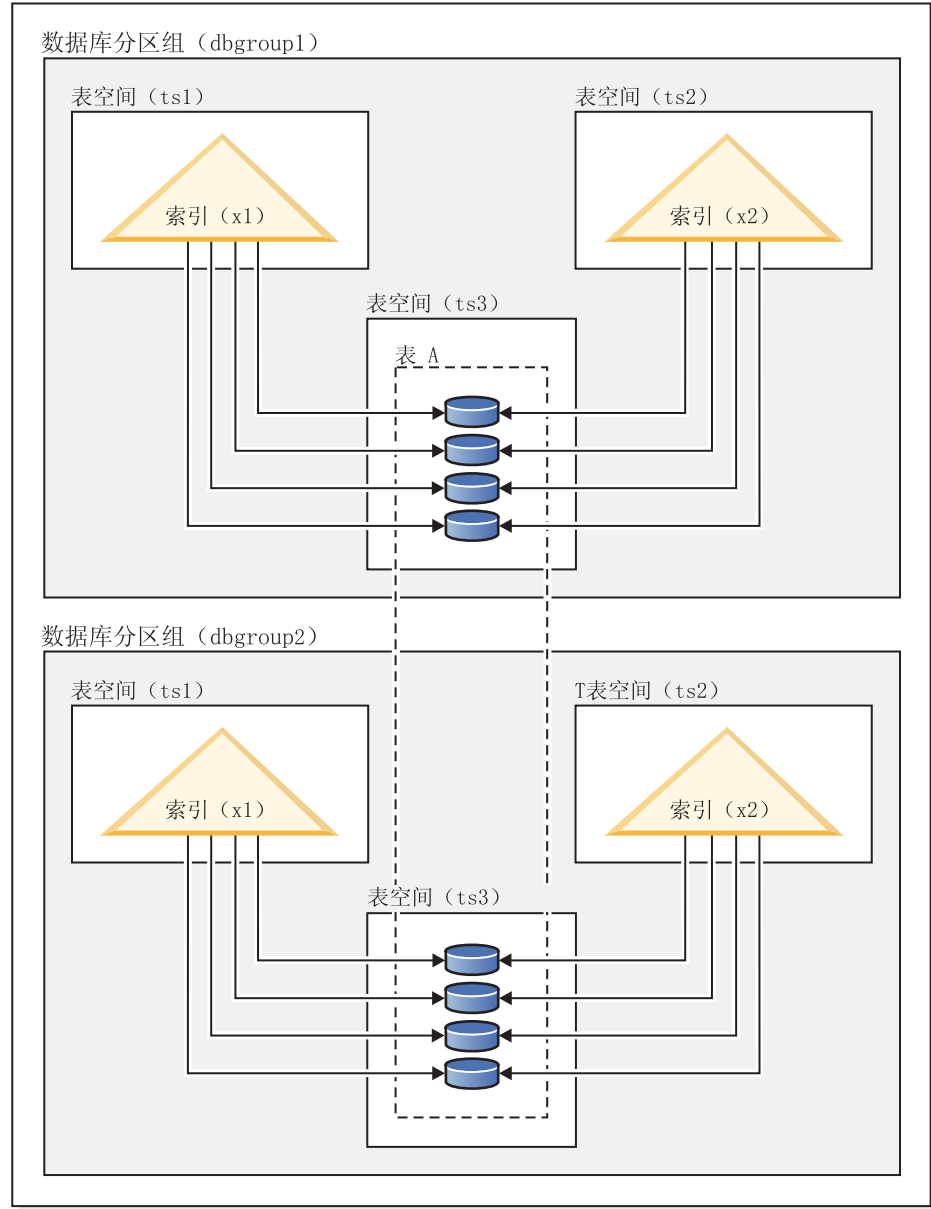 数据库分区组（dbgroup1）
表空间（ts1）
表空间（ts2）
索引（x1）
索引（x2）
表空间（ts3）
表 A
数据库分区组（dbgroup2）
表空间（ts1）
T表空间（ts2）
索引（x1）
索引（x2）
表空间（ts3）